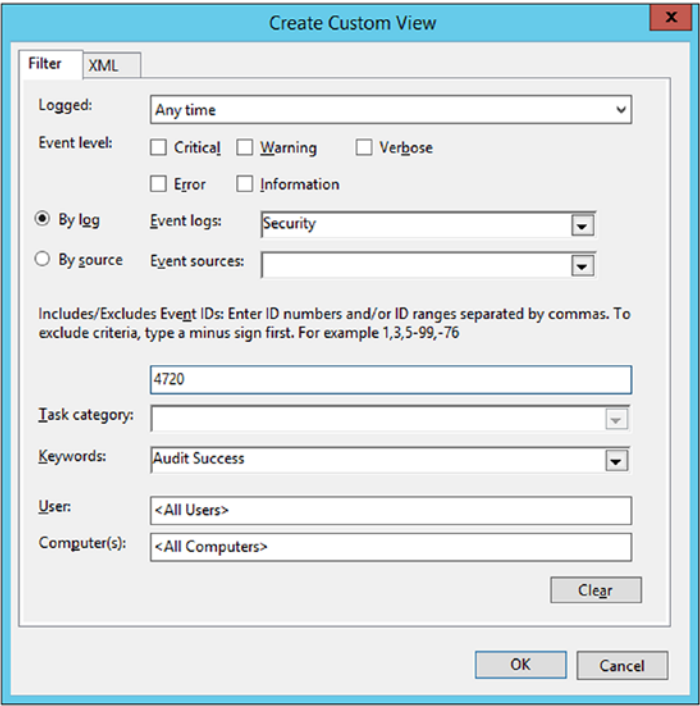 Create Custom View
x
Filter XML
Logged: Any time
Event level: Critical Warning Verbose
Error Information
By log Event logs: Security
By source Event sources:
Includes/Excludes Event IDs: Enter ID numbers and/or ID ranges separated by commas. To
exclude criteria, type a minus sign first. For example 1,3,5-99,-76
4720
Task category:
Keywords: Audit Success
User: <All Users>
Computer(s): <All Computers>
Clear
OK Cancel